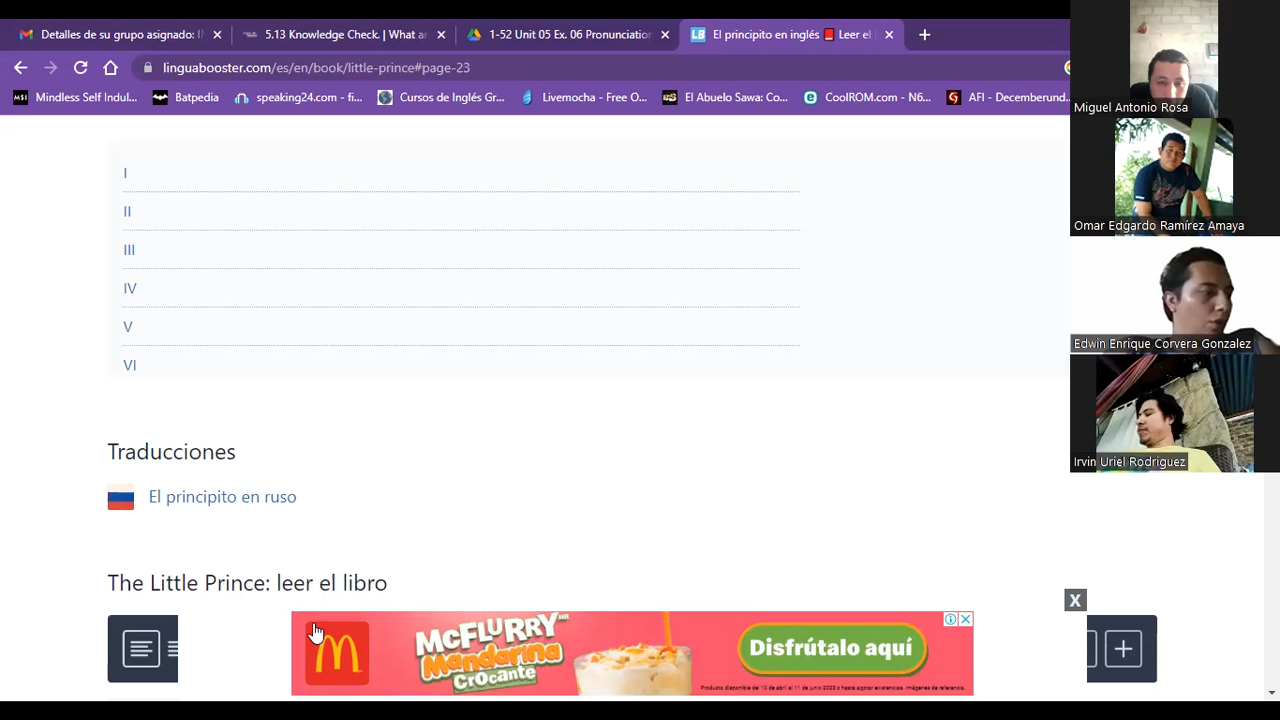 Detalles de su grupo asignado: I
5.13 Knowledge Check. | What a
1-52 Unit 05 Ex. 06 Pronunciation
LB El principito en inglés 📕 Leer el l
linguabooster.com/es/en/book/little-prince#page-23
Mindless Self Indul...
Batpedia
speaking24.com - fi...
Cursos de Inglés Gr...
Livemocha - Free O...
El Abuelo Sawa: Co...
CoolROM.com - N6...
AFI - Decemberund...
I
II
III
IV
V
VI
Traducciones
El principito en ruso
The Little Prince: leer el libro
McFLURRY MR
Mandarina
Crocante
Disfrútalo aquí
X
Miguel Antonio Rosa
Omar Edgardo Ramírez Amaya
Edwin Enrique Corvera Gonzalez
Irvin Uriel Rodriguez